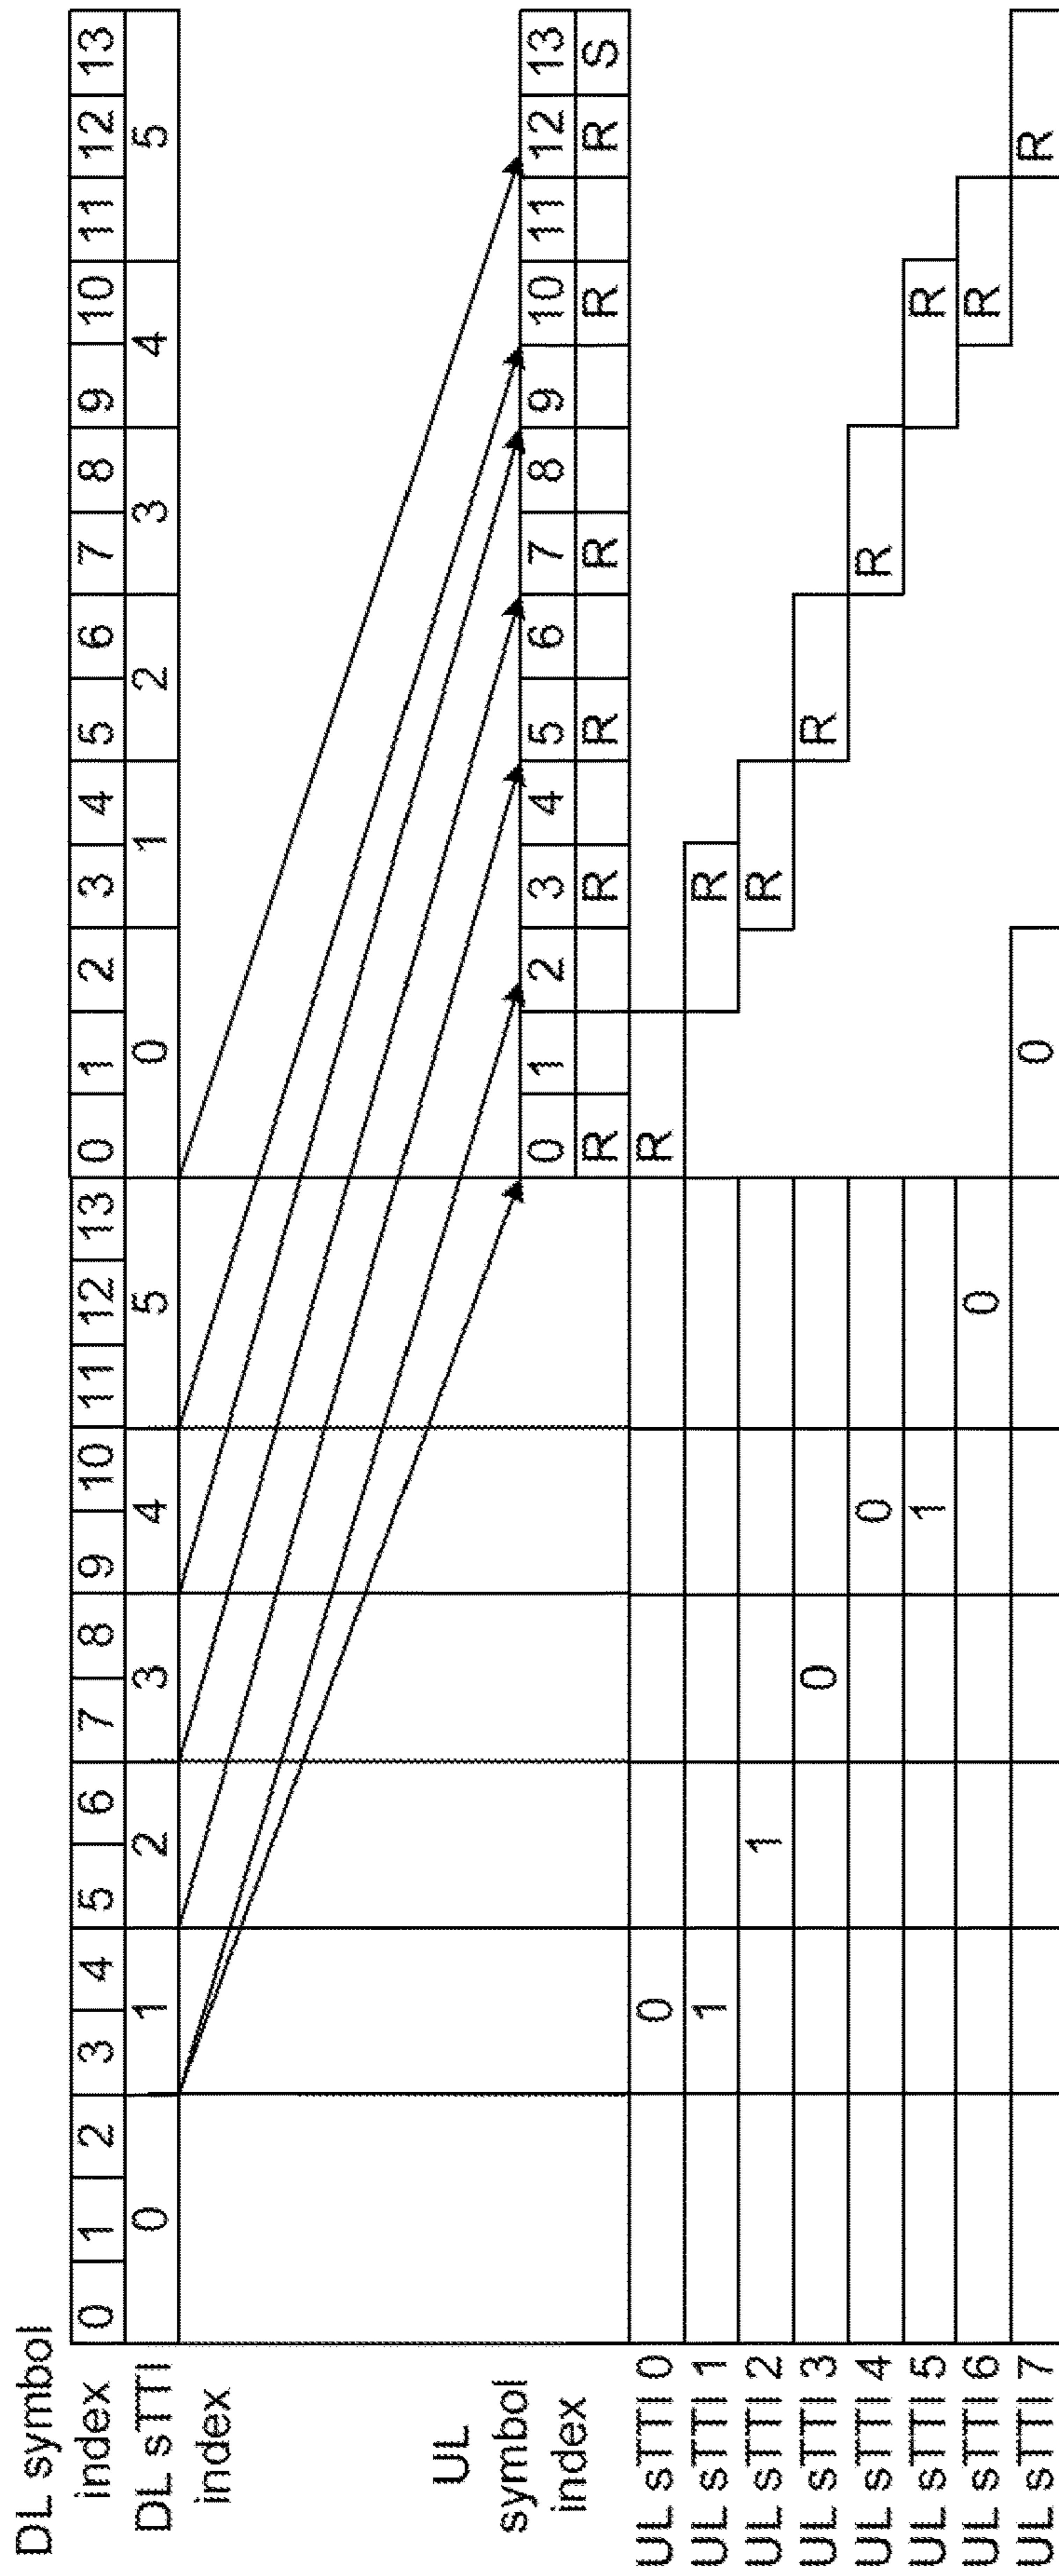 DL symbol index 0 1 2 3 4 5 6 7 8 9 10 11 12 13 0 1 2 3 4 5 6 7 8 9 10 11 12 13
DL sTTI index 0 1 2 3 4 5 0 1 2 3 4 5
UL symbol index 0 1 2 3 4 5 6 7 8 9 10 11 12 13
R R R R R R S
UL sTTI 0 0 R
UL sTTI 1 1 R
UL sTTI 2 1 R
UL sTTI 3 0 R
UL sTTI 4 0 R
UL sTTI 5 1 R
UL sTTI 6 0 R
UL sTTI 7 0 R